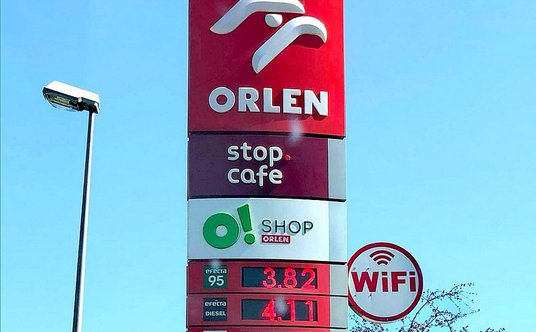 ORLEN
stop.
cafe
O! SHOP
ORLEN
efecta
95 3.82
efecta
DIESEL 4.11
WiFi